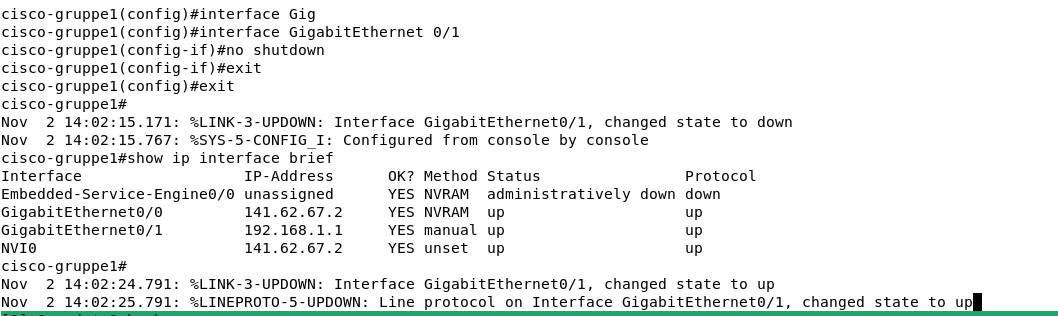 cisco-gruppe1(config)#interface Gig
cisco-gruppe1(config)#interface GigabitEthernet 0/1
cisco-gruppe1(config-if)#no shutdown
cisco-gruppe1(config-if)#exit
cisco-gruppe1(config)#exit
cisco-gruppe1#
Nov  2 14:02:15.171: %LINK-3-UPDOWN: Interface GigabitEthernet0/1, changed state to down
Nov  2 14:02:15.767: %SYS-5-CONFIG_I: Configured from console by console
cisco-gruppe1#show ip interface brief
Interface                  IP-Address      OK? Method Status                Protocol
Embedded-Service-Engine0/0 unassigned      YES NVRAM  administratively down down
GigabitEthernet0/0         141.62.67.2     YES NVRAM  up                    up
GigabitEthernet0/1         192.168.1.1     YES manual up                    up
NVI0                       141.62.67.2     YES unset  up                    up
cisco-gruppe1#
Nov  2 14:02:24.791: %LINK-3-UPDOWN: Interface GigabitEthernet0/1, changed state to up
Nov  2 14:02:25.791: %LINEPROTO-5-UPDOWN: Line protocol on Interface GigabitEthernet0/1, changed state to up